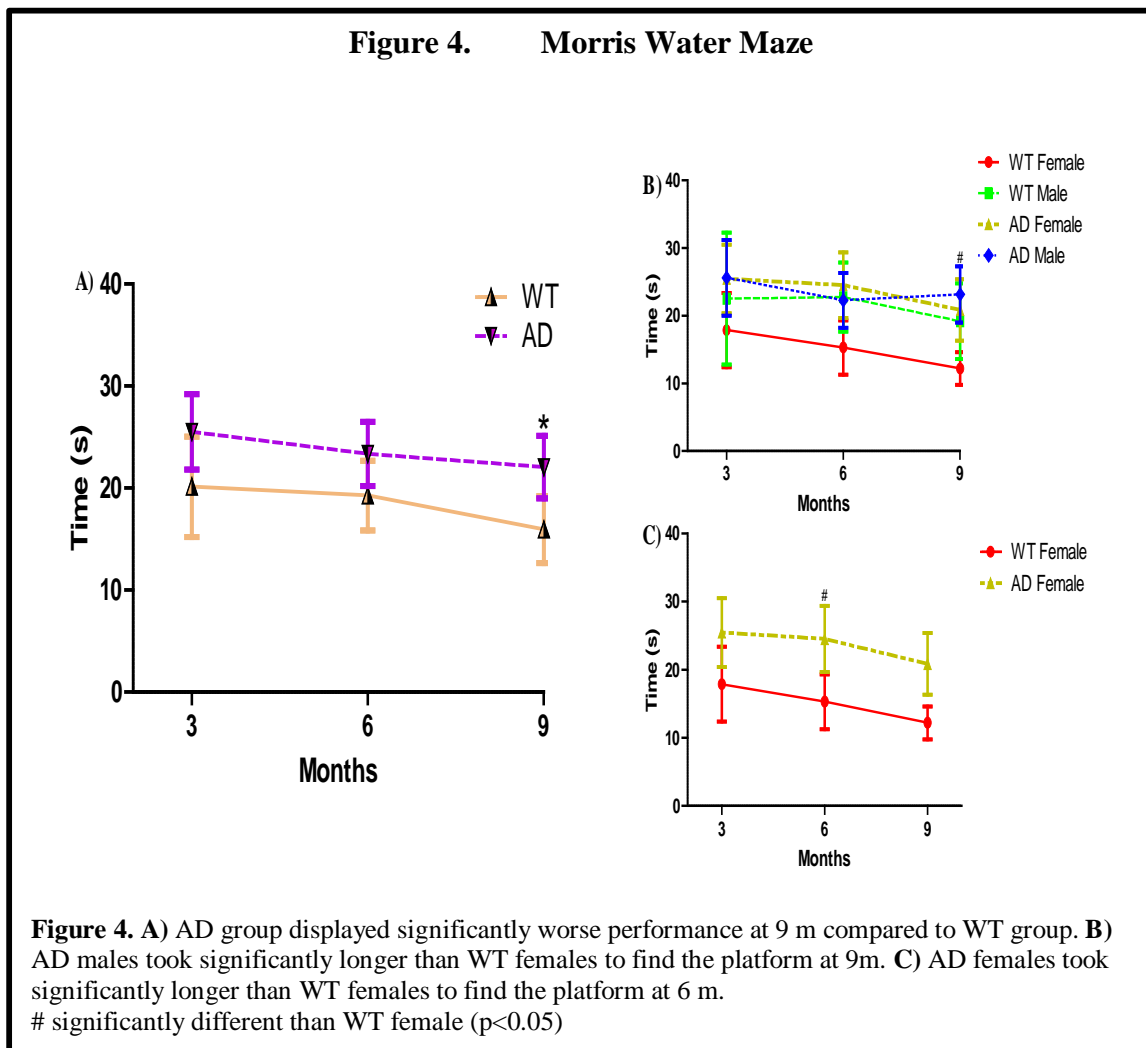 Figure 4. Morris Water Maze
A)
40
30
20
10
0
Time (s)
WT
AD
*
3 6 9
Months
B)
40
30
20
10
0
Time (s)
WT Female
WT Male
AD Female
AD Male
#
3 6 9
Months
C)
40
30
20
10
0
Time (s)
WT Female
AD Female
#
3 6 9
Months
Figure 4. A) AD group displayed significantly worse performance at 9 m compared to WT group. B)
AD males took significantly longer than WT females to find the platform at 9m. C) AD females took
significantly longer than WT females to find the platform at 6 m.
# significantly different than WT female (p<0.05)